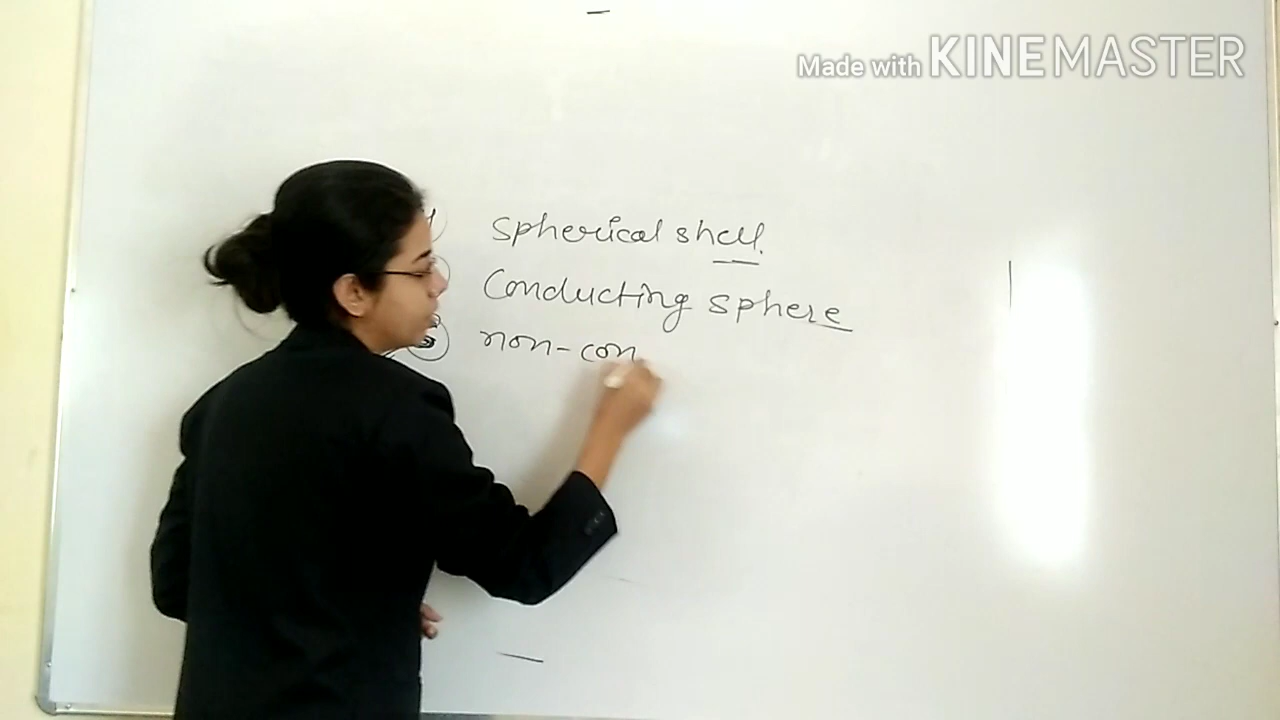 Made with KINEMASTER
Spherical shell.
Conducting sphere
non-con